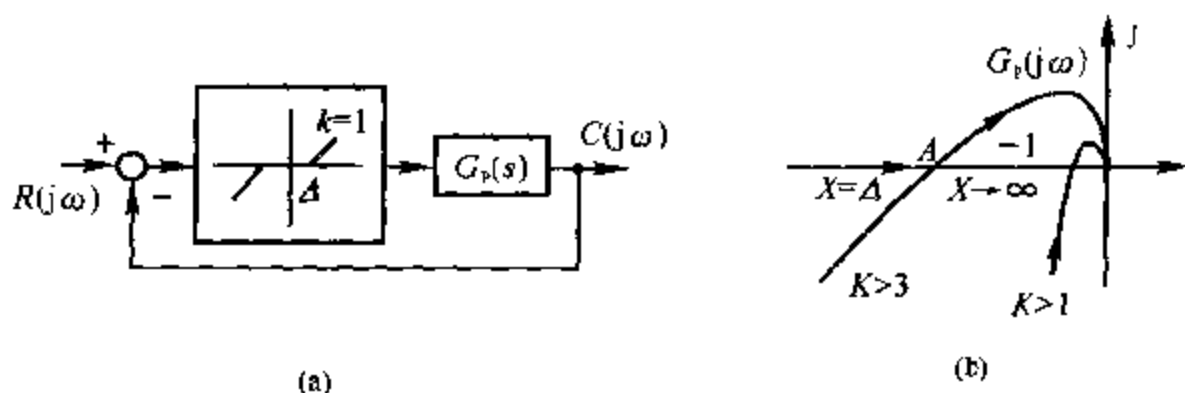 +
R(jω)
−
k=1
Δ
G_p(s)
C(jω)
(a)
j
G_p(jω)
A
−1
X=Δ
X→∞
K>3
K>1
(b)